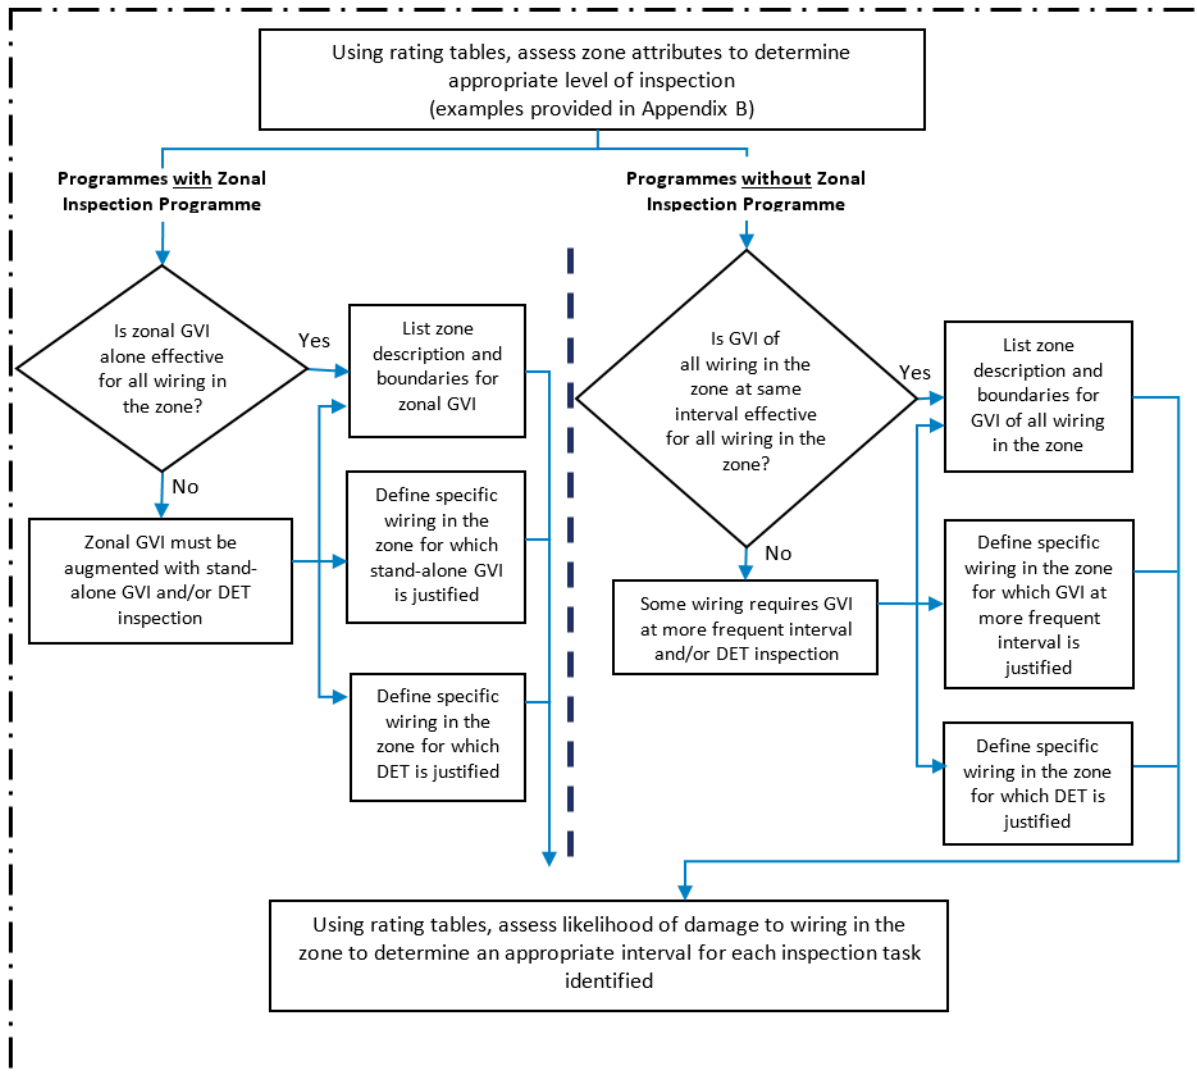 Using rating tables, assess zone attributes to determine
appropriate level of inspection
(examples provided in Appendix B)
Programmes with Zonal
Inspection Programme
Programmes without Zonal
Inspection Programme
Is zonal GVI
alone effective
for all wiring in
the zone?
Yes
List zone
description and
boundaries for
zonal GVI
No
Zonal GVI must be
augmented with stand-
alone GVI and/or DET
inspection
Define specific
wiring in the
zone for which
stand-alone GVI
is justified
Define specific
wiring in the
zone for which
DET is justified
Is GVI of
all wiring in the
zone at same
interval effective
for all wiring in the
zone?
Yes
List zone
description and
boundaries for
GVI of all wiring
in the zone
No
Some wiring requires GVI
at more frequent interval
and/or DET inspection
Define specific
wiring in the zone
for which GVI at
more frequent
interval is
justified
Define specific
wiring in the zone
for which DET is
justified
Using rating tables, assess likelihood of damage to wiring in the
zone to determine an appropriate interval for each inspection task
identified